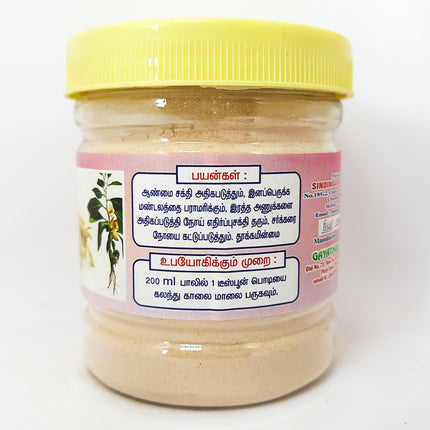 பயன்கள் :
ஆண்மை சக்தி அதிகபடுத்தும், இனப்பெருக்க
மண்டலத்தை பராமரிக்கும், இரத்த அணுக்களை
அதிகப்படுத்தி நோய் எதிர்ப்புசக்தி தரும், சர்க்கரை
நோயை கட்டுப்படுத்தும், தூக்கமின்மை
உபயோகிக்கும் முறை :
200 ml பாலில் 1 டீஸ்பூன் பொடியை
கலந்து காலை மாலை பருகவும்.